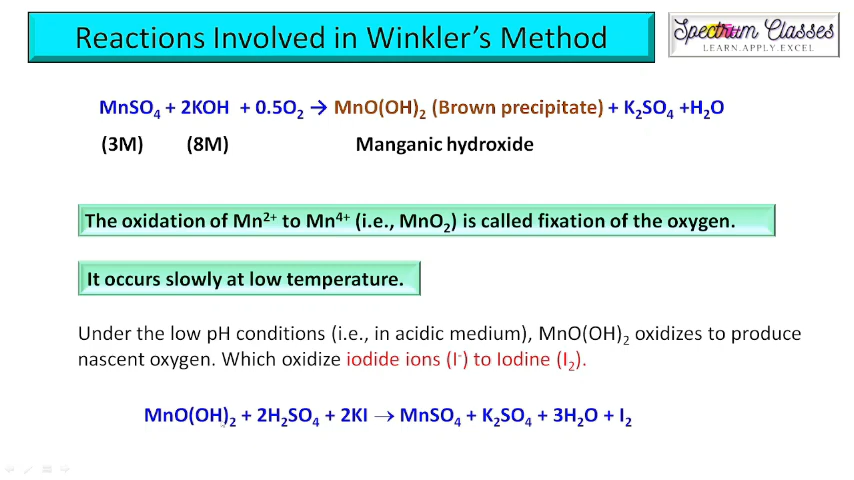 Reactions Involved in Winkler's Method
Spectrum Classes
LEARN.APPLY.EXCEL
MnSO₄ + 2KOH + 0.5O₂ → MnO(OH)₂ (Brown precipitate) + K₂SO₄ +H₂O
(3M) (8M) Manganic hydroxide
The oxidation of Mn²⁺ to Mn⁴⁺ (i.e., MnO₂) is called fixation of the oxygen.
It occurs slowly at low temperature.
Under the low pH conditions (i.e., in acidic medium), MnO(OH)₂ oxidizes to produce
nascent oxygen. Which oxidize iodide ions (I⁻) to Iodine (I₂).
MnO(OH)₂ + 2H₂SO₄ + 2KI → MnSO₄ + K₂SO₄ + 3H₂O + I₂